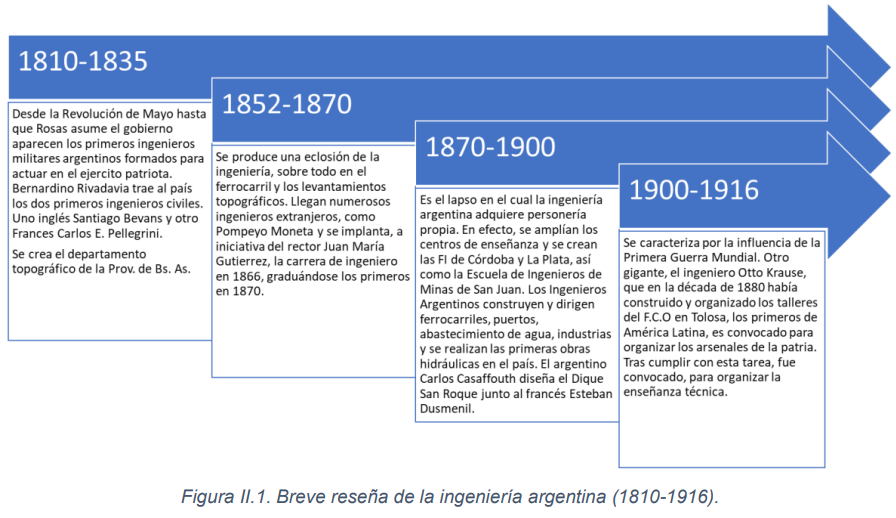 1810-1835
Desde la Revolución de Mayo hasta
que Rosas asume el gobierno
aparecen los primeros ingenieros
militares argentinos formados para
actuar en el ejercito patriota.
Bernardino Rivadavia trae al país
los dos primeros ingenieros civiles.
Uno inglés Santiago Bevans y otro
Frances Carlos E. Pellegrini.
Se crea el departamento
topográfico de la Prov. de Bs. As.
1852-1870
Se produce una eclosión de la
ingeniería, sobre todo en el
ferrocarril y los levantamientos
topográficos. Llegan numerosos
ingenieros extranjeros, como
Pompeyo Moneta y se implanta, a
iniciativa del rector Juan María
Gutierrez, la carrera de ingeniero
en 1866, graduándose los primeros
en 1870.
1870-1900
Es el lapso en el cual la ingeniería
argentina adquiere personería
propia. En efecto, se amplían los
centros de enseñanza y se crean
las FI de Córdoba y La Plata, así
como la Escuela de Ingenieros de
Minas de San Juan. Los Ingenieros
Argentinos construyen y dirigen
ferrocarriles, puertos,
abastecimiento de agua, industrias
y se realizan las primeras obras
hidráulicas en el país. El argentino
Carlos Casaffouth diseña el Dique
San Roque junto al francés Esteban
Dusmenil.
1900-1916
Se caracteriza por la influencia de la
Primera Guerra Mundial. Otro
gigante, el ingeniero Otto Krause,
que en la década de 1880 había
construido y organizado los talleres
del F.C.O en Tolosa, los primeros de
América Latina, es convocado para
organizar los arsenales de la patria.
Tras cumplir con esta tarea, fue
convocado, para organizar la
enseñanza técnica.
Figura II.1. Breve reseña de la ingeniería argentina (1810-1916).